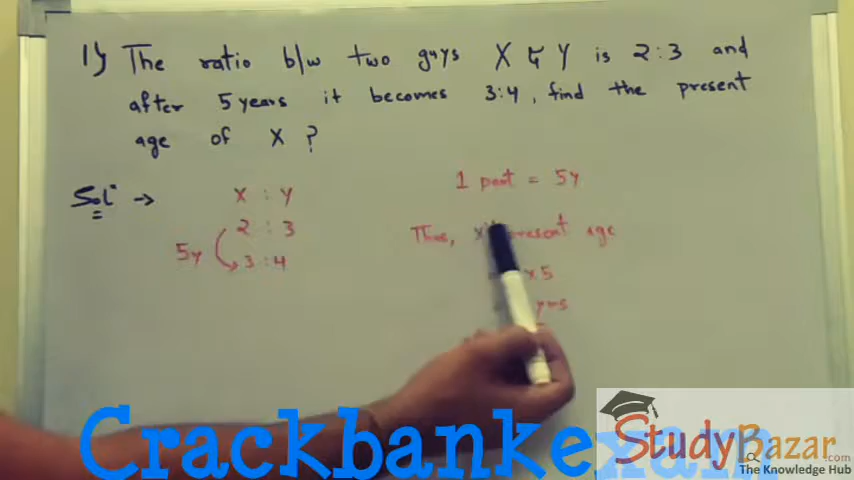 1) The ratio b/w two guys X & Y is 2:3 and
after 5 years it becomes 3:4, find the present
age of X ?
Sol →
X : Y
2 : 3
5y
3 : 4
1 part = 5y
Thus, present age
x 5
Crackbankexam
StudyBazar.com
The Knowledge Hub